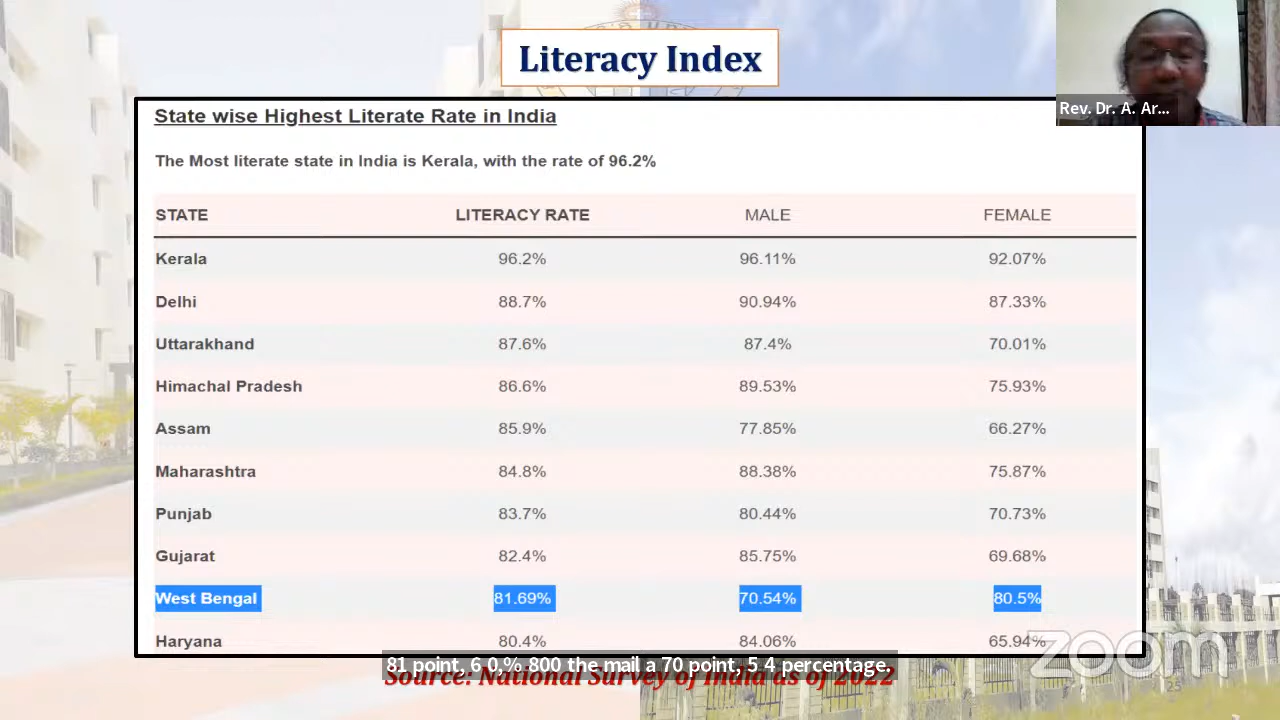 Literacy Index
Rev. Dr. A. Ar...
State wise Highest Literate Rate in India
The Most literate state in India is Kerala, with the rate of 96.2%
STATE LITERACY RATE MALE FEMALE
Kerala 96.2% 96.11% 92.07%
Delhi 88.7% 90.94% 87.33%
Uttarakhand 87.6% 87.4% 70.01%
Himachal Pradesh 86.6% 89.53% 75.93%
Assam 85.9% 77.85% 66.27%
Maharashtra 84.8% 88.38% 75.87%
Punjab 83.7% 80.44% 70.73%
Gujarat 82.4% 85.75% 69.68%
West Bengal 81.69% 70.54% 80.5%
Haryana 80.4% 84.06% 65.94%
zoom
81 point, 6 0,% 800 the mail a 70 point, 5 4 percentage,
Source: National Survey of India as of 2022
25